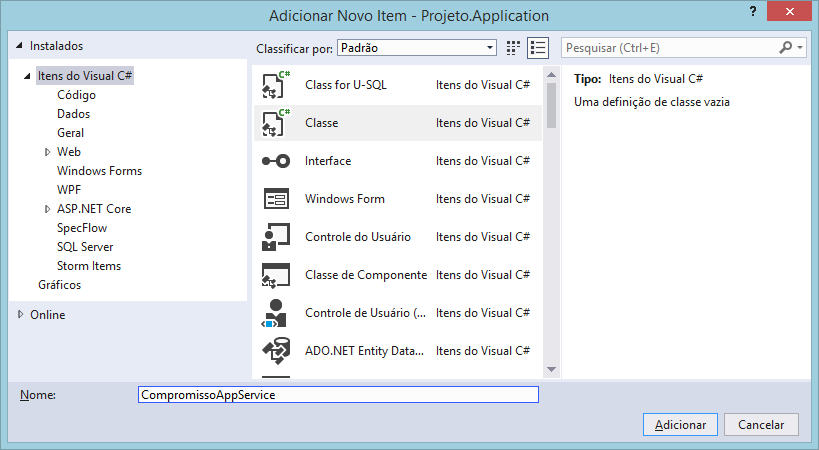 Adicionar Novo Item - Projeto.Application
? ×
Instalados
Classificar por: Padrão
Pesquisar (Ctrl+E)
Itens do Visual C#
Código
Dados
Geral
Web
Windows Forms
WPF
ASP.NET Core
SpecFlow
SQL Server
Storm Items
Gráficos
Online
C# Class for U-SQL Itens do Visual C#
C# Classe Itens do Visual C#
Interface Itens do Visual C#
Windows Form Itens do Visual C#
Controle do Usuário Itens do Visual C#
Classe de Componente Itens do Visual C#
Controle de Usuário (... Itens do Visual C#
ADO.NET Entity Data... Itens do Visual C#
Tipo: Itens do Visual C#
Uma definição de classe vazia
Nome: CompromissoAppService
Adicionar Cancelar